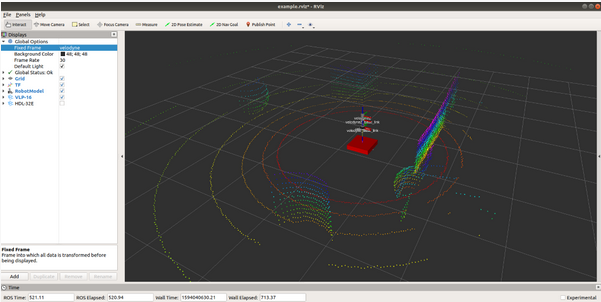 example.rviz* - RViz
File Panels Help
Interact Move Camera Select Focus Camera Measure 2D Pose Estimate 2D Nav Goal Publish Point
Displays
Global Options
Fixed Frame velodyne
Background Color 48; 48; 48
Frame Rate 30
Default Light
Global Status: Ok
Grid
TF
RobotModel
VLP-16
HDL-32E
Fixed Frame
Frame into which all data is transformed before
being displayed.
Add Duplicate Remove Rename
Time
ROS Time: 521.11 ROS Elapsed: 520.94 Wall Time: 1594040630.21 Wall Elapsed: 713.37 Experimental